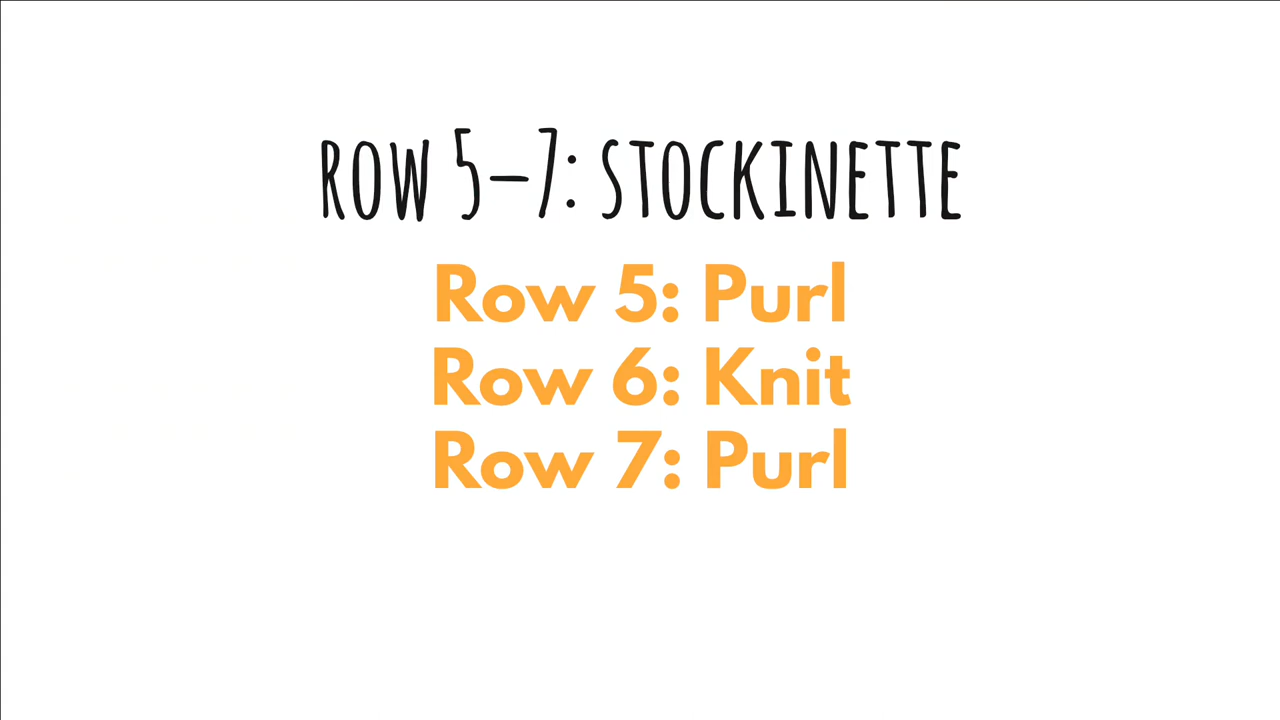 ROW 5–7: STOCKINETTE
Row 5: Purl
Row 6: Knit
Row 7: Purl